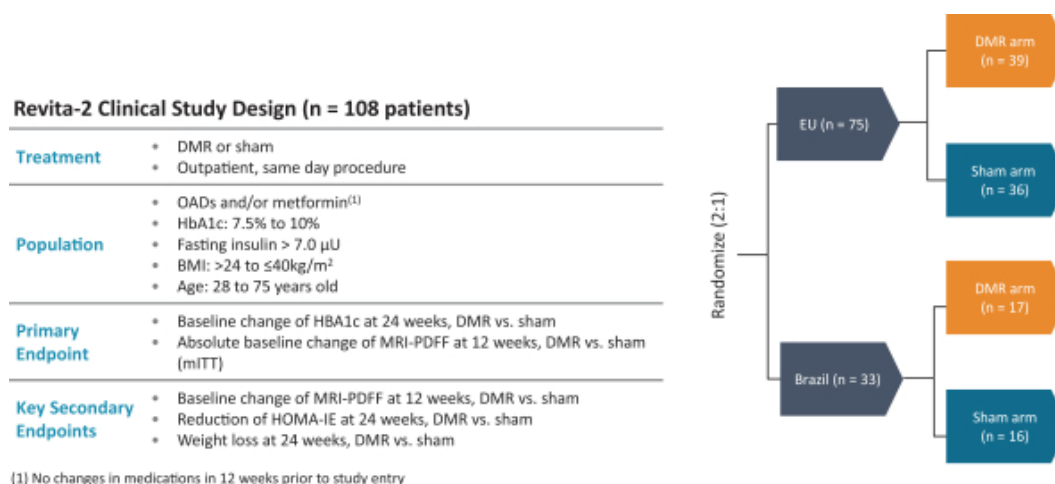 Revita-2 Clinical Study Design (n = 108 patients)
Treatment
• DMR or sham
• Outpatient, same day procedure
Population
• OADs and/or metformin(1)
• HbA1c: 7.5% to 10%
• Fasting insulin > 7.0 µU
• BMI: >24 to ≤40kg/m2
• Age: 28 to 75 years old
Primary
Endpoint
• Baseline change of HBA1c at 24 weeks, DMR vs. sham
• Absolute baseline change of MRI-PDFF at 12 weeks, DMR vs. sham
(mITT)
Key Secondary
Endpoints
• Baseline change of MRI-PDFF at 12 weeks, DMR vs. sham
• Reduction of HOMA-IE at 24 weeks, DMR vs. sham
• Weight loss at 24 weeks, DMR vs. sham
(1) No changes in medications in 12 weeks prior to study entry
Randomize (2:1)
EU (n = 75)
DMR arm
(n = 39)
Sham arm
(n = 36)
Brazil (n = 33)
DMR arm
(n = 17)
Sham arm
(n = 16)